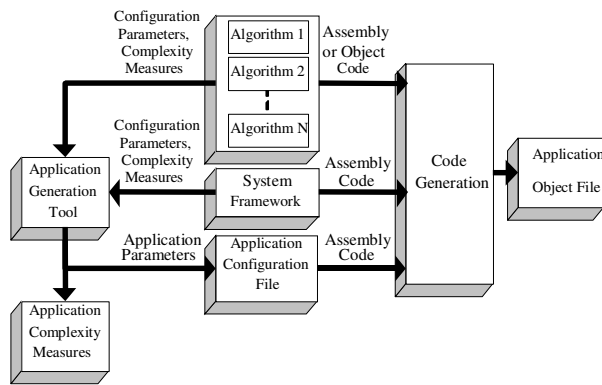 Configuration
Parameters,
Complexity
Measures
Algorithm 1
Algorithm 2
Algorithm N
Assembly
or Object
Code
Configuration
Parameters,
Complexity
Measures
Application
Generation
Tool
System
Framework
Assembly
Code
Code
Generation
Application
Object File
Application
Parameters
Application
Configuration
File
Assembly
Code
Application
Complexity
Measures